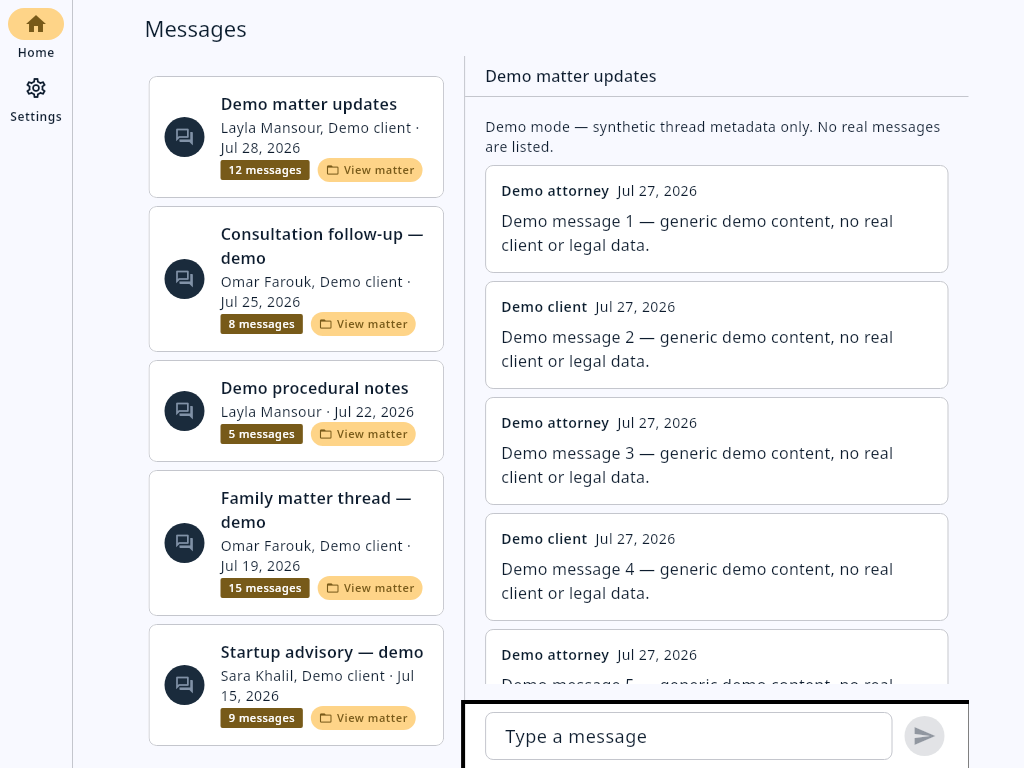 Home
Settings
Messages
Demo matter updates
Layla Mansour, Demo client ·
Jul 28, 2026
12 messages
View matter
Consultation follow-up —
demo
Omar Farouk, Demo client ·
Jul 25, 2026
8 messages
View matter
Demo procedural notes
Layla Mansour · Jul 22, 2026
5 messages
View matter
Family matter thread —
demo
Omar Farouk, Demo client ·
Jul 19, 2026
15 messages
View matter
Startup advisory — demo
Sara Khalil, Demo client · Jul
15, 2026
9 messages
View matter
Demo matter updates
Demo mode — synthetic thread metadata only. No real messages
are listed.
Demo attorney Jul 27, 2026
Demo message 1 — generic demo content, no real
client or legal data.
Demo client Jul 27, 2026
Demo message 2 — generic demo content, no real
client or legal data.
Demo attorney Jul 27, 2026
Demo message 3 — generic demo content, no real
client or legal data.
Demo client Jul 27, 2026
Demo message 4 — generic demo content, no real
client or legal data.
Demo attorney Jul 27, 2026
Demo message 5 — generic demo content, no real
Type a message